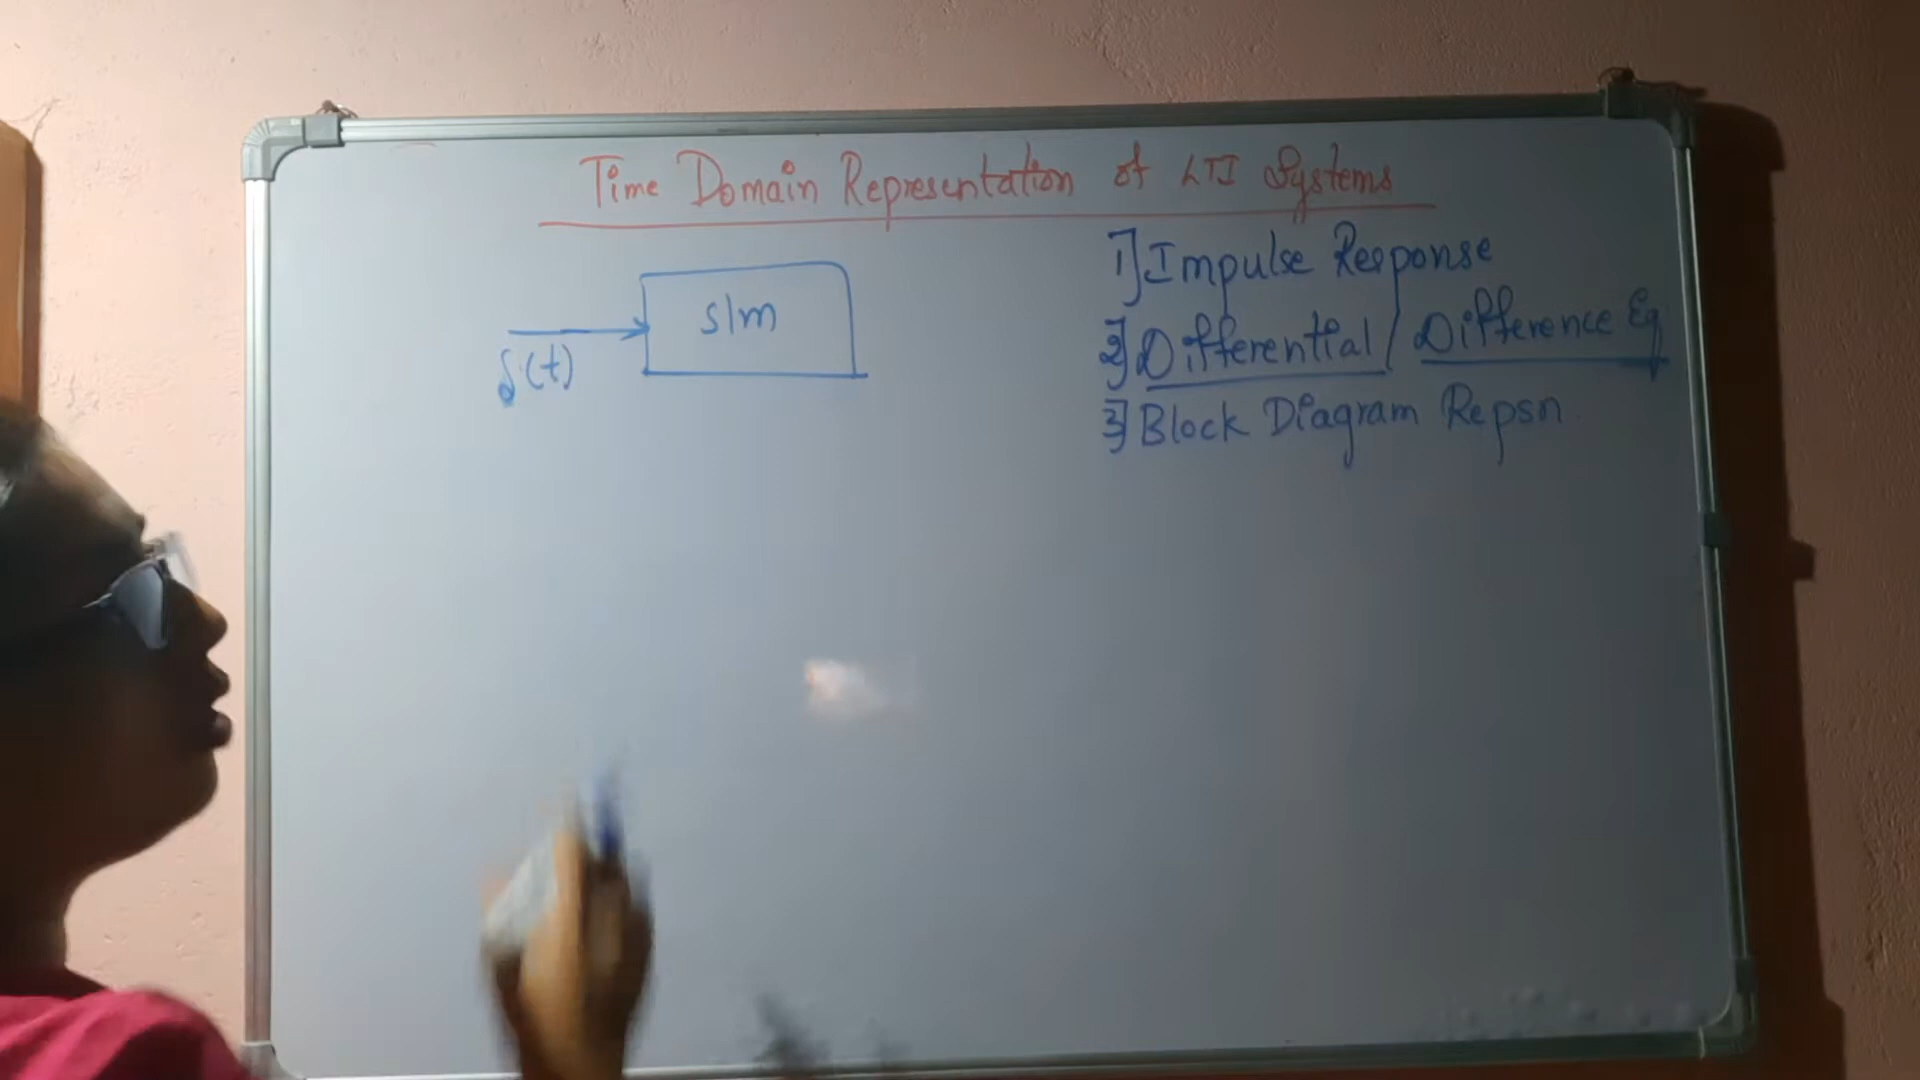 Time Domain Representation of LTI Systems
s/m
δ(t)
1] Impulse Response
2] Differential / Difference Eq
3] Block Diagram Repsn